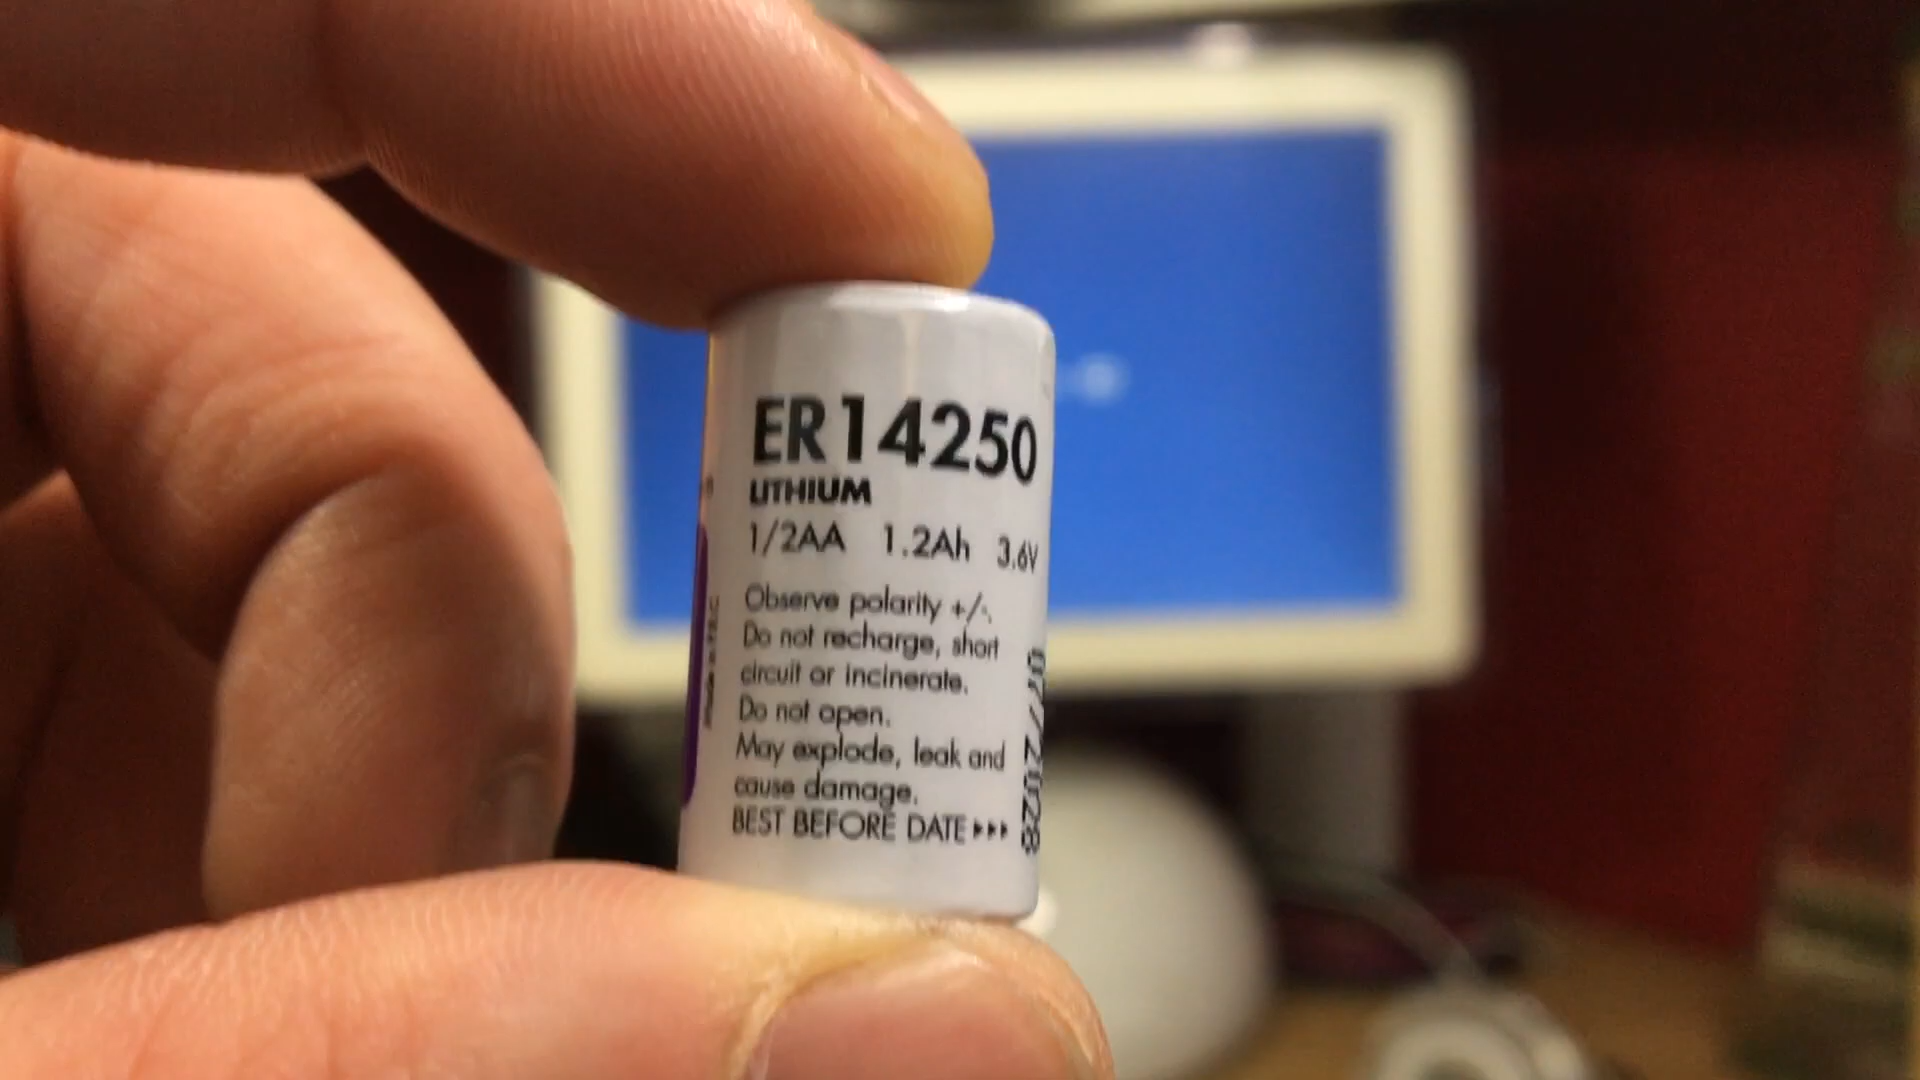 ER14250
LITHIUM
1/2AA 1.2Ah 3.6V
Observe polarity +/-.
Do not recharge, short
circuit or incinerate.
Do not open.
May explode, leak and
cause damage.
BEST BEFORE DATE ▸▸▸
07/2028